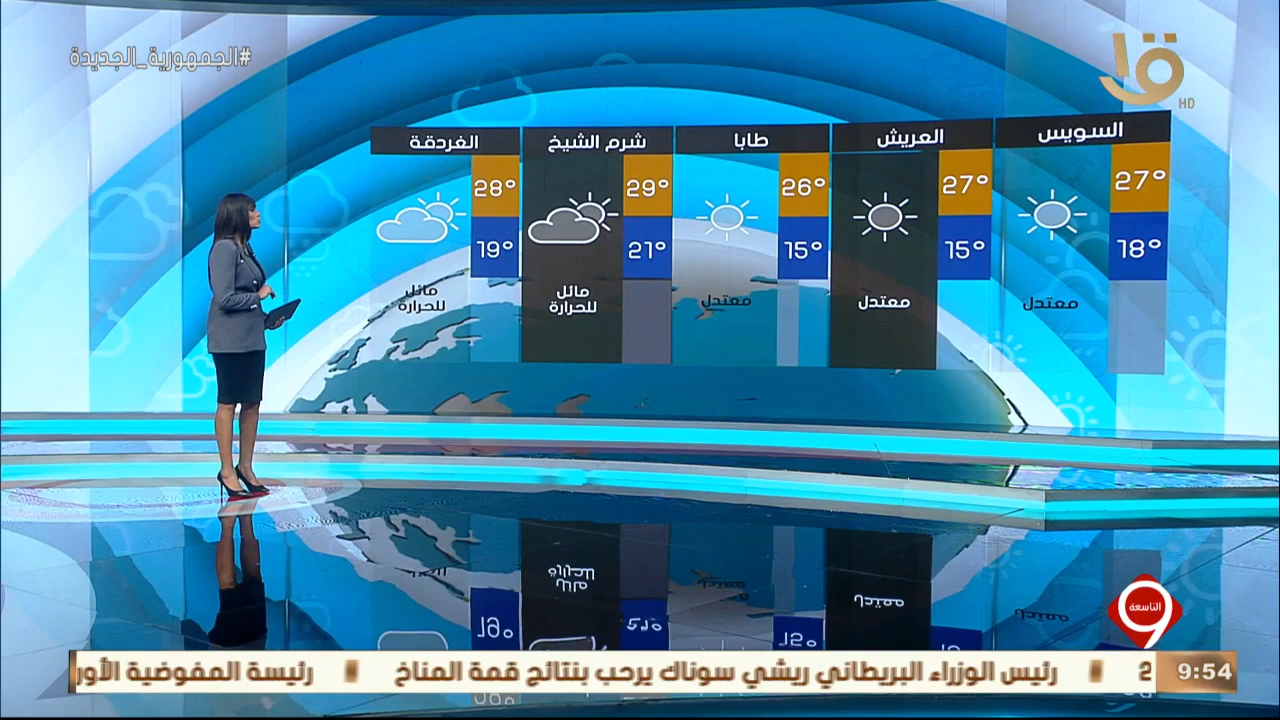 #الجمهورية_الجديدة
HD
السويس
27°
18°
معتدل
العريش
27°
15°
معتدل
طابا
26°
15°
معتدل
شرم الشيخ
29°
21°
مائل
للحرارة
الغردقة
28°
19°
مائل
للحرارة
التاسعة
9
9:54
رئيس الوزراء البريطاني ريشي سوناك يرحب بنتائج قمة المناخ
رئيسة المفوضية الأور